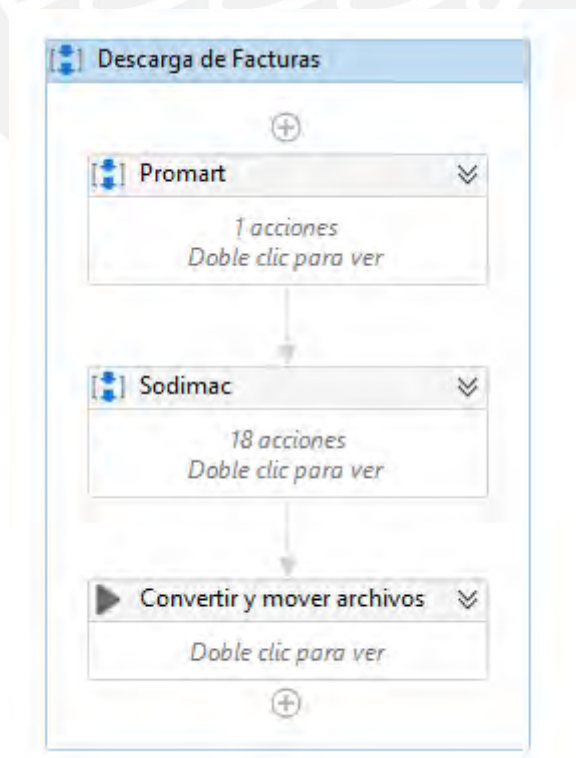 Descarga de Facturas
Promart
1 acciones
Doble clic para ver
Sodimac
18 acciones
Doble clic para ver
Convertir y mover archivos
Doble clic para ver